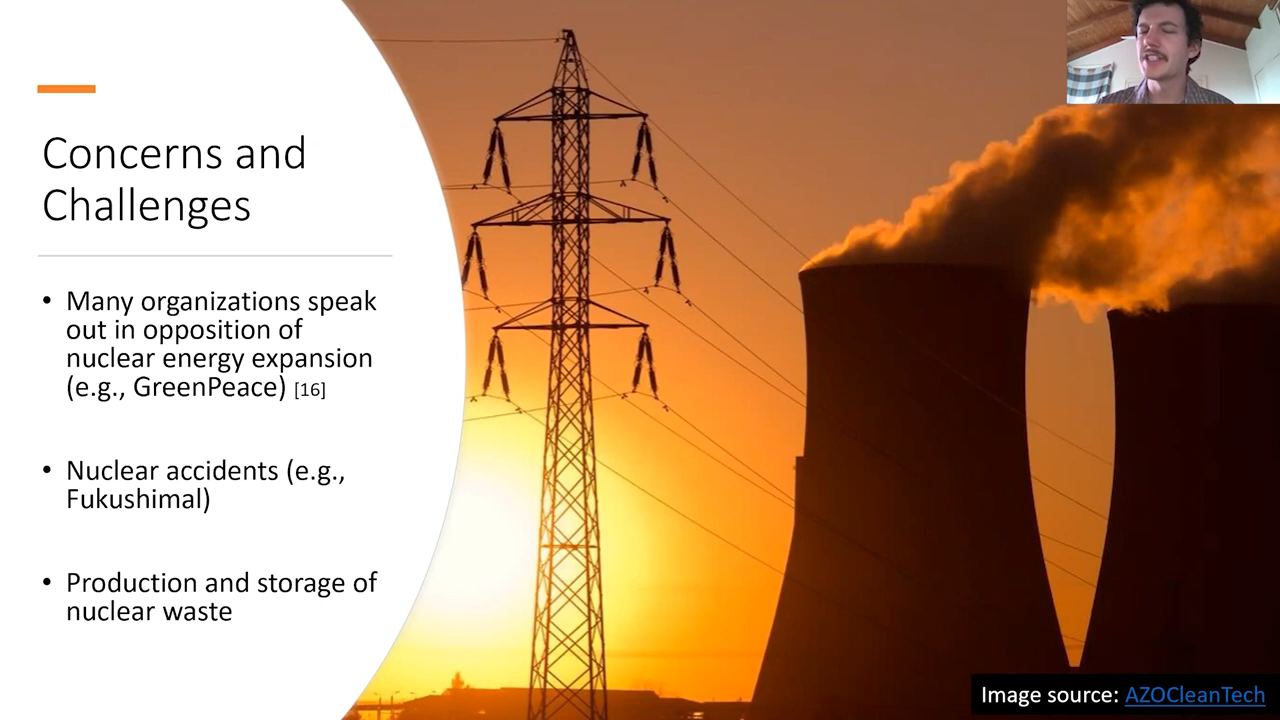 Concerns and
Challenges
• Many organizations speak
out in opposition of
nuclear energy expansion
(e.g., GreenPeace) [16]
• Nuclear accidents (e.g.,
Fukushimal)
• Production and storage of
nuclear waste
Image source: AZOCleanTech